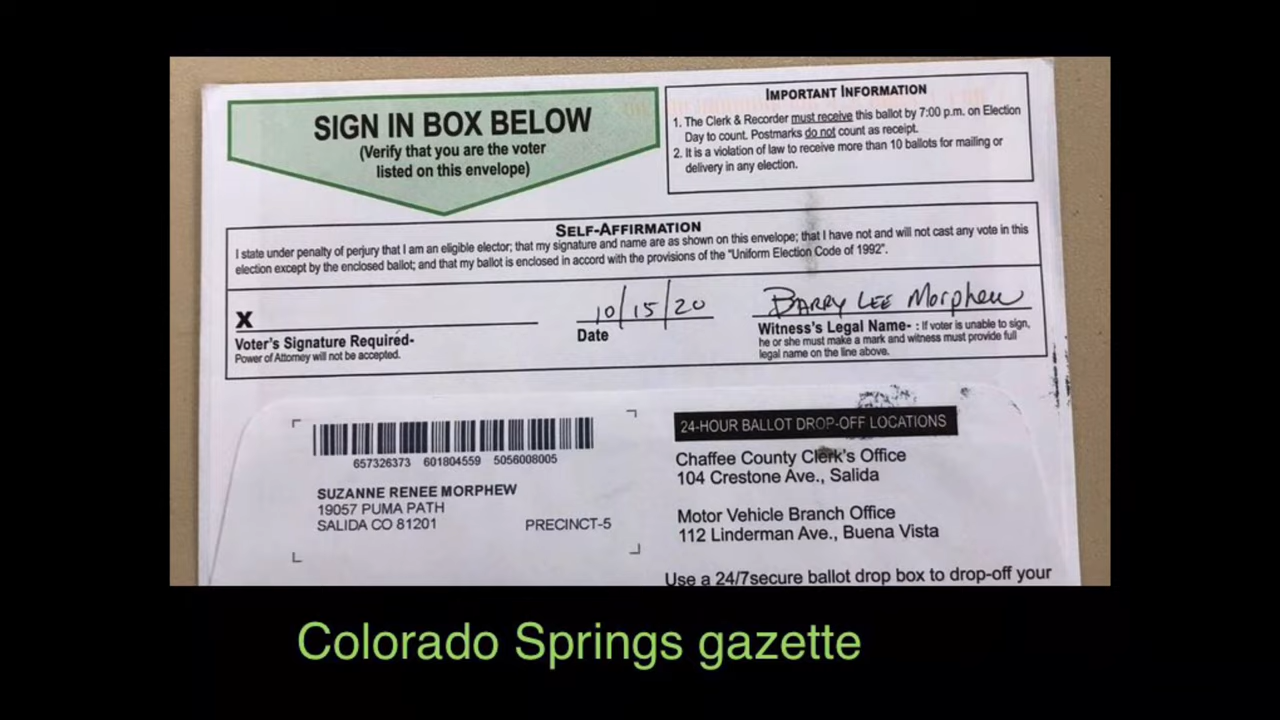 SIGN IN BOX BELOW
(Verify that you are the voter
listed on this envelope)
IMPORTANT INFORMATION
1. The Clerk & Recorder must receive this ballot by 7:00 p.m. on Election
Day to count. Postmarks do not count as receipt.
2. It is a violation of law to receive more than 10 ballots for mailing or
delivery in any election.
SELF-AFFIRMATION
I state under penalty of perjury that I am an eligible elector; that my signature and name are as shown on this envelope; that I have not and will not cast any vote in this
election except by the enclosed ballot; and that my ballot is enclosed in accord with the provisions of the "Uniform Election Code of 1992".
X
Voter's Signature Required-
Power of Attorney will not be accepted.
10/15/20
Date
BARRY LEE Morphew
Witness's Legal Name- : If voter is unable to sign,
he or she must make a mark and witness must provide full
legal name on the line above.
657326373 601804559 5056008005
SUZANNE RENEE MORPHEW
19057 PUMA PATH
SALIDA CO 81201 PRECINCT-5
24-HOUR BALLOT DROP-OFF LOCATIONS
Chaffee County Clerk's Office
104 Crestone Ave., Salida
Motor Vehicle Branch Office
112 Linderman Ave., Buena Vista
Use a 24/7secure ballot drop box to drop-off your
Colorado Springs gazette